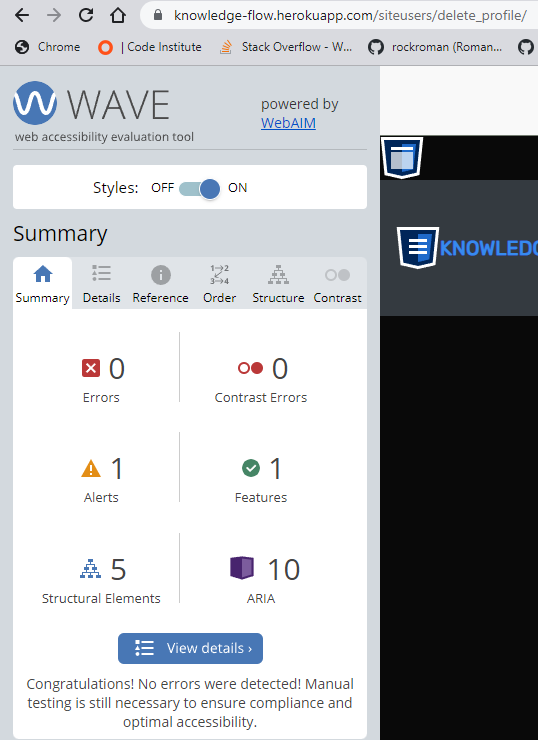 knowledge-flow.herokuapp.com/siteusers/delete_profile/
Chrome | Code Institute Stack Overflow - W... rockroman (Roman...
WAVE
web accessibility evaluation tool
powered by
WebAIM
Styles: OFF ON
Summary
Summary Details Reference Order Structure Contrast
0 0
Errors Contrast Errors
1 1
Alerts Features
5 10
Structural Elements ARIA
View details ›
Congratulations! No errors were detected! Manual
testing is still necessary to ensure compliance and
optimal accessibility.
KNOWLEDG